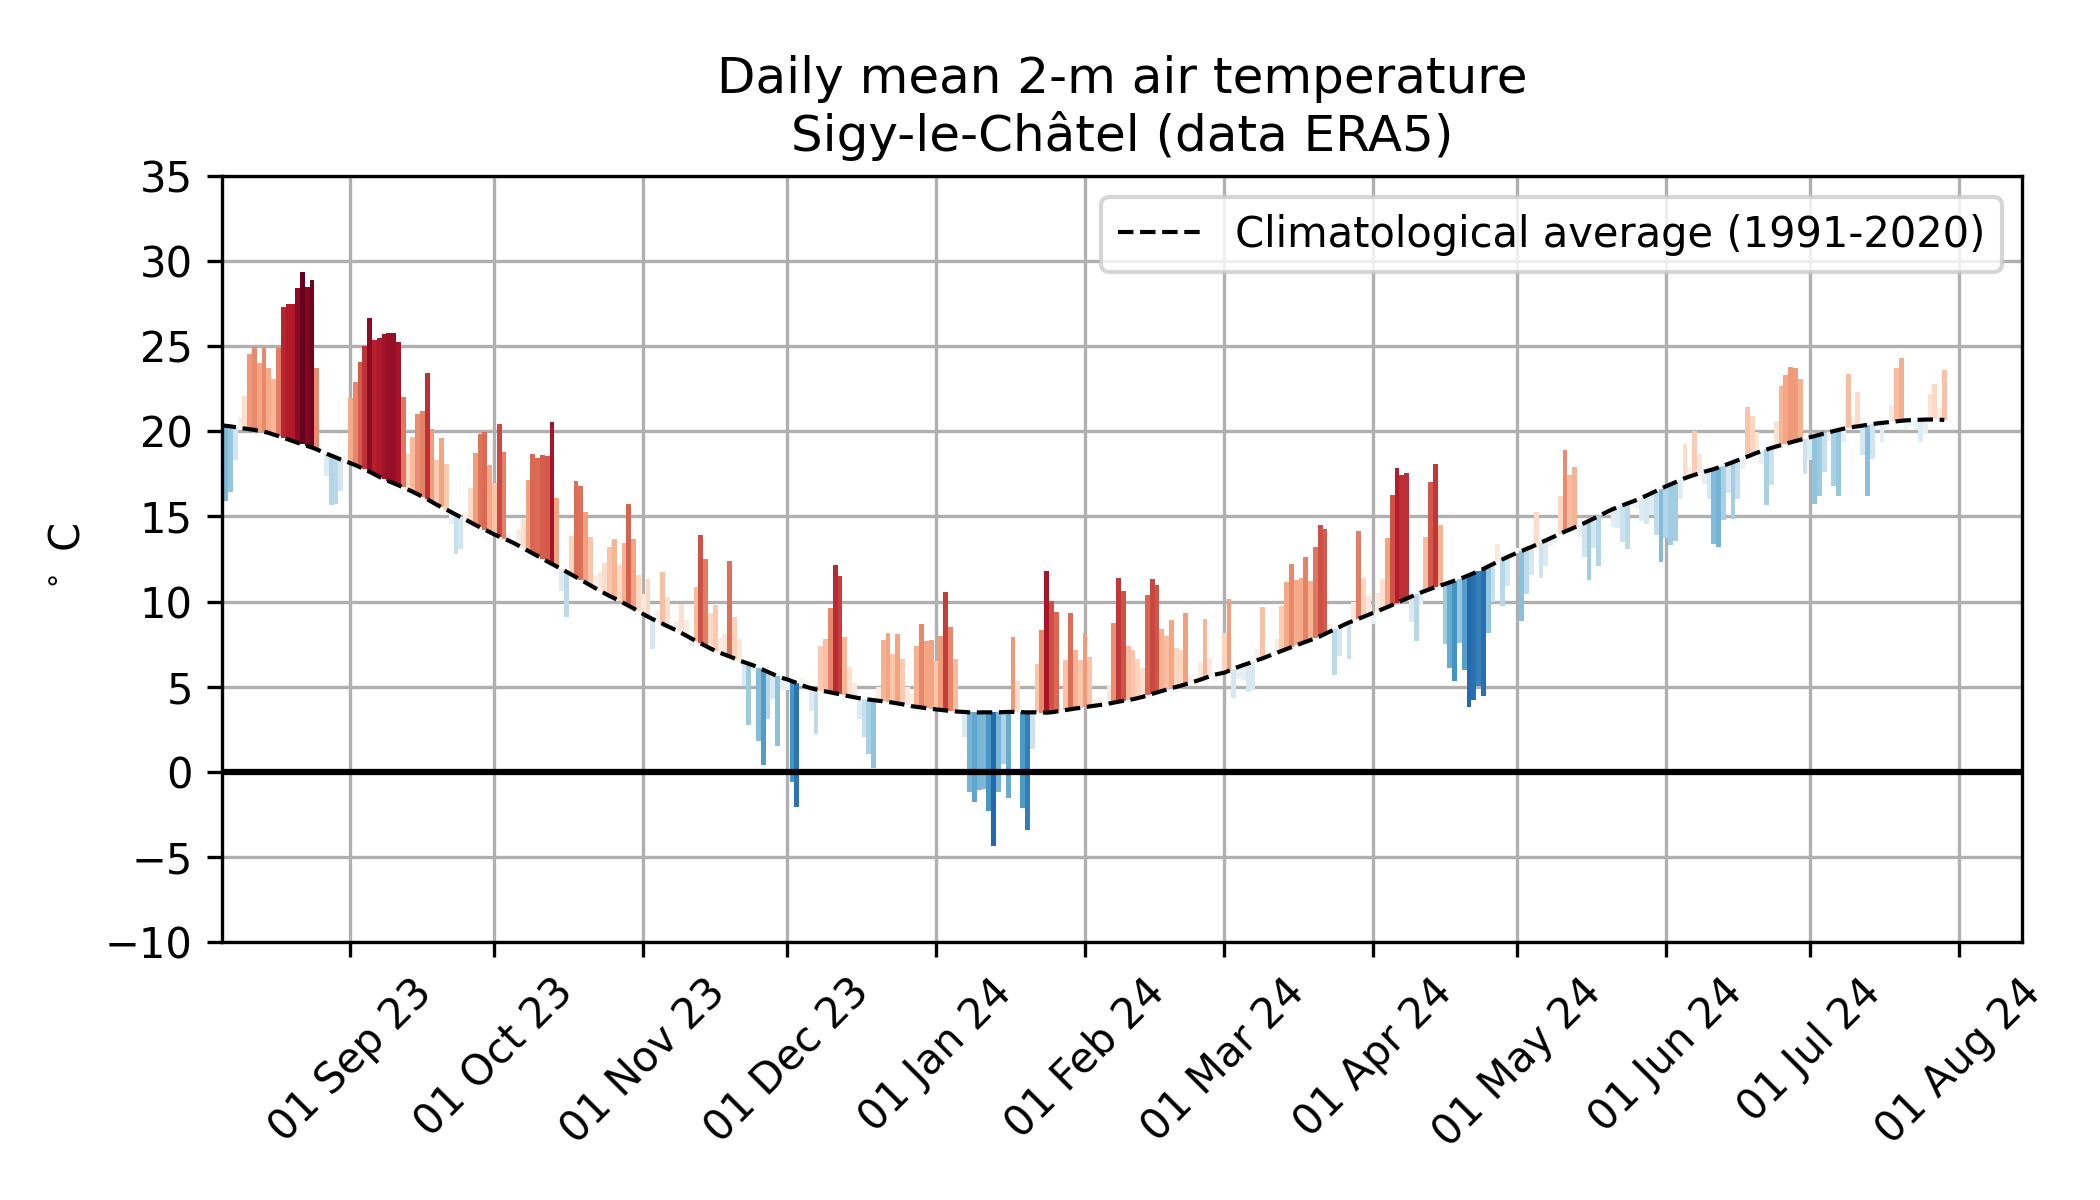 Daily mean 2-m air temperature
Sigy-le-Châtel (data ERA5)
Climatological average (1991-2020)
° C
35
30
25
20
15
10
5
0
−5
−10
01 Sep 23
01 Oct 23
01 Nov 23
01 Dec 23
01 Jan 24
01 Feb 24
01 Mar 24
01 Apr 24
01 May 24
01 Jun 24
01 Jul 24
01 Aug 24